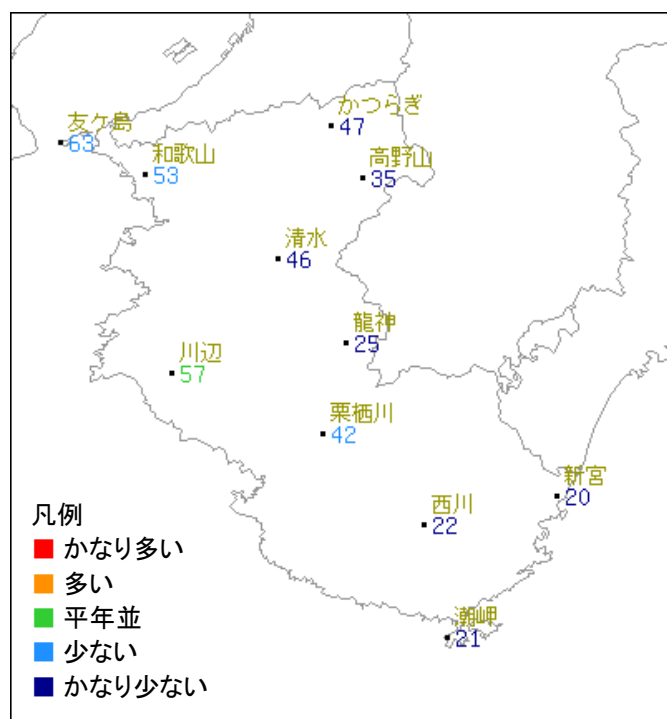 かつらぎ
47
友ケ島
63
和歌山
53
高野山
35
清水
46
龍神
25
川辺
57
栗栖川
42
新宮
20
西川
22
潮岬
21
凡例
かなり多い
多い
平年並
少ない
かなり少ない